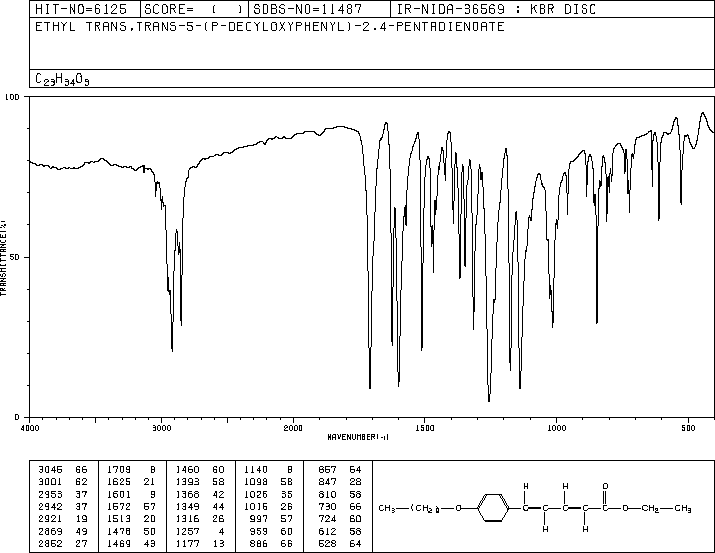 HIT-NO=6125 SCORE= ( ) SDBS-NO=11487 IR-NIDA-36569 : KBR DISC
ETHYL TRANS,TRANS-5-(P-DECYLOXYPHENYL)-2,4-PENTADIENOATE
C23H34O3
100
50
0
TRANSMITTANCE(%)
4000 3000 2000 1500 1000 500
WAVENUMBER(-1)
3045 66 1709 8 1460 60 1140 8 857 64
3001 62 1625 21 1393 58 1098 58 847 28
2953 37 1601 9 1368 42 1026 35 810 58
2942 37 1572 57 1349 44 1016 26 730 66
2921 19 1513 20 1316 26 997 57 724 60
2869 49 1478 50 1257 4 959 60 612 58
2852 27 1469 43 1177 13 886 66 528 64
H H O
CH3—(CH2)9—O C=C—C=C—C—O—CH2—CH3
H H